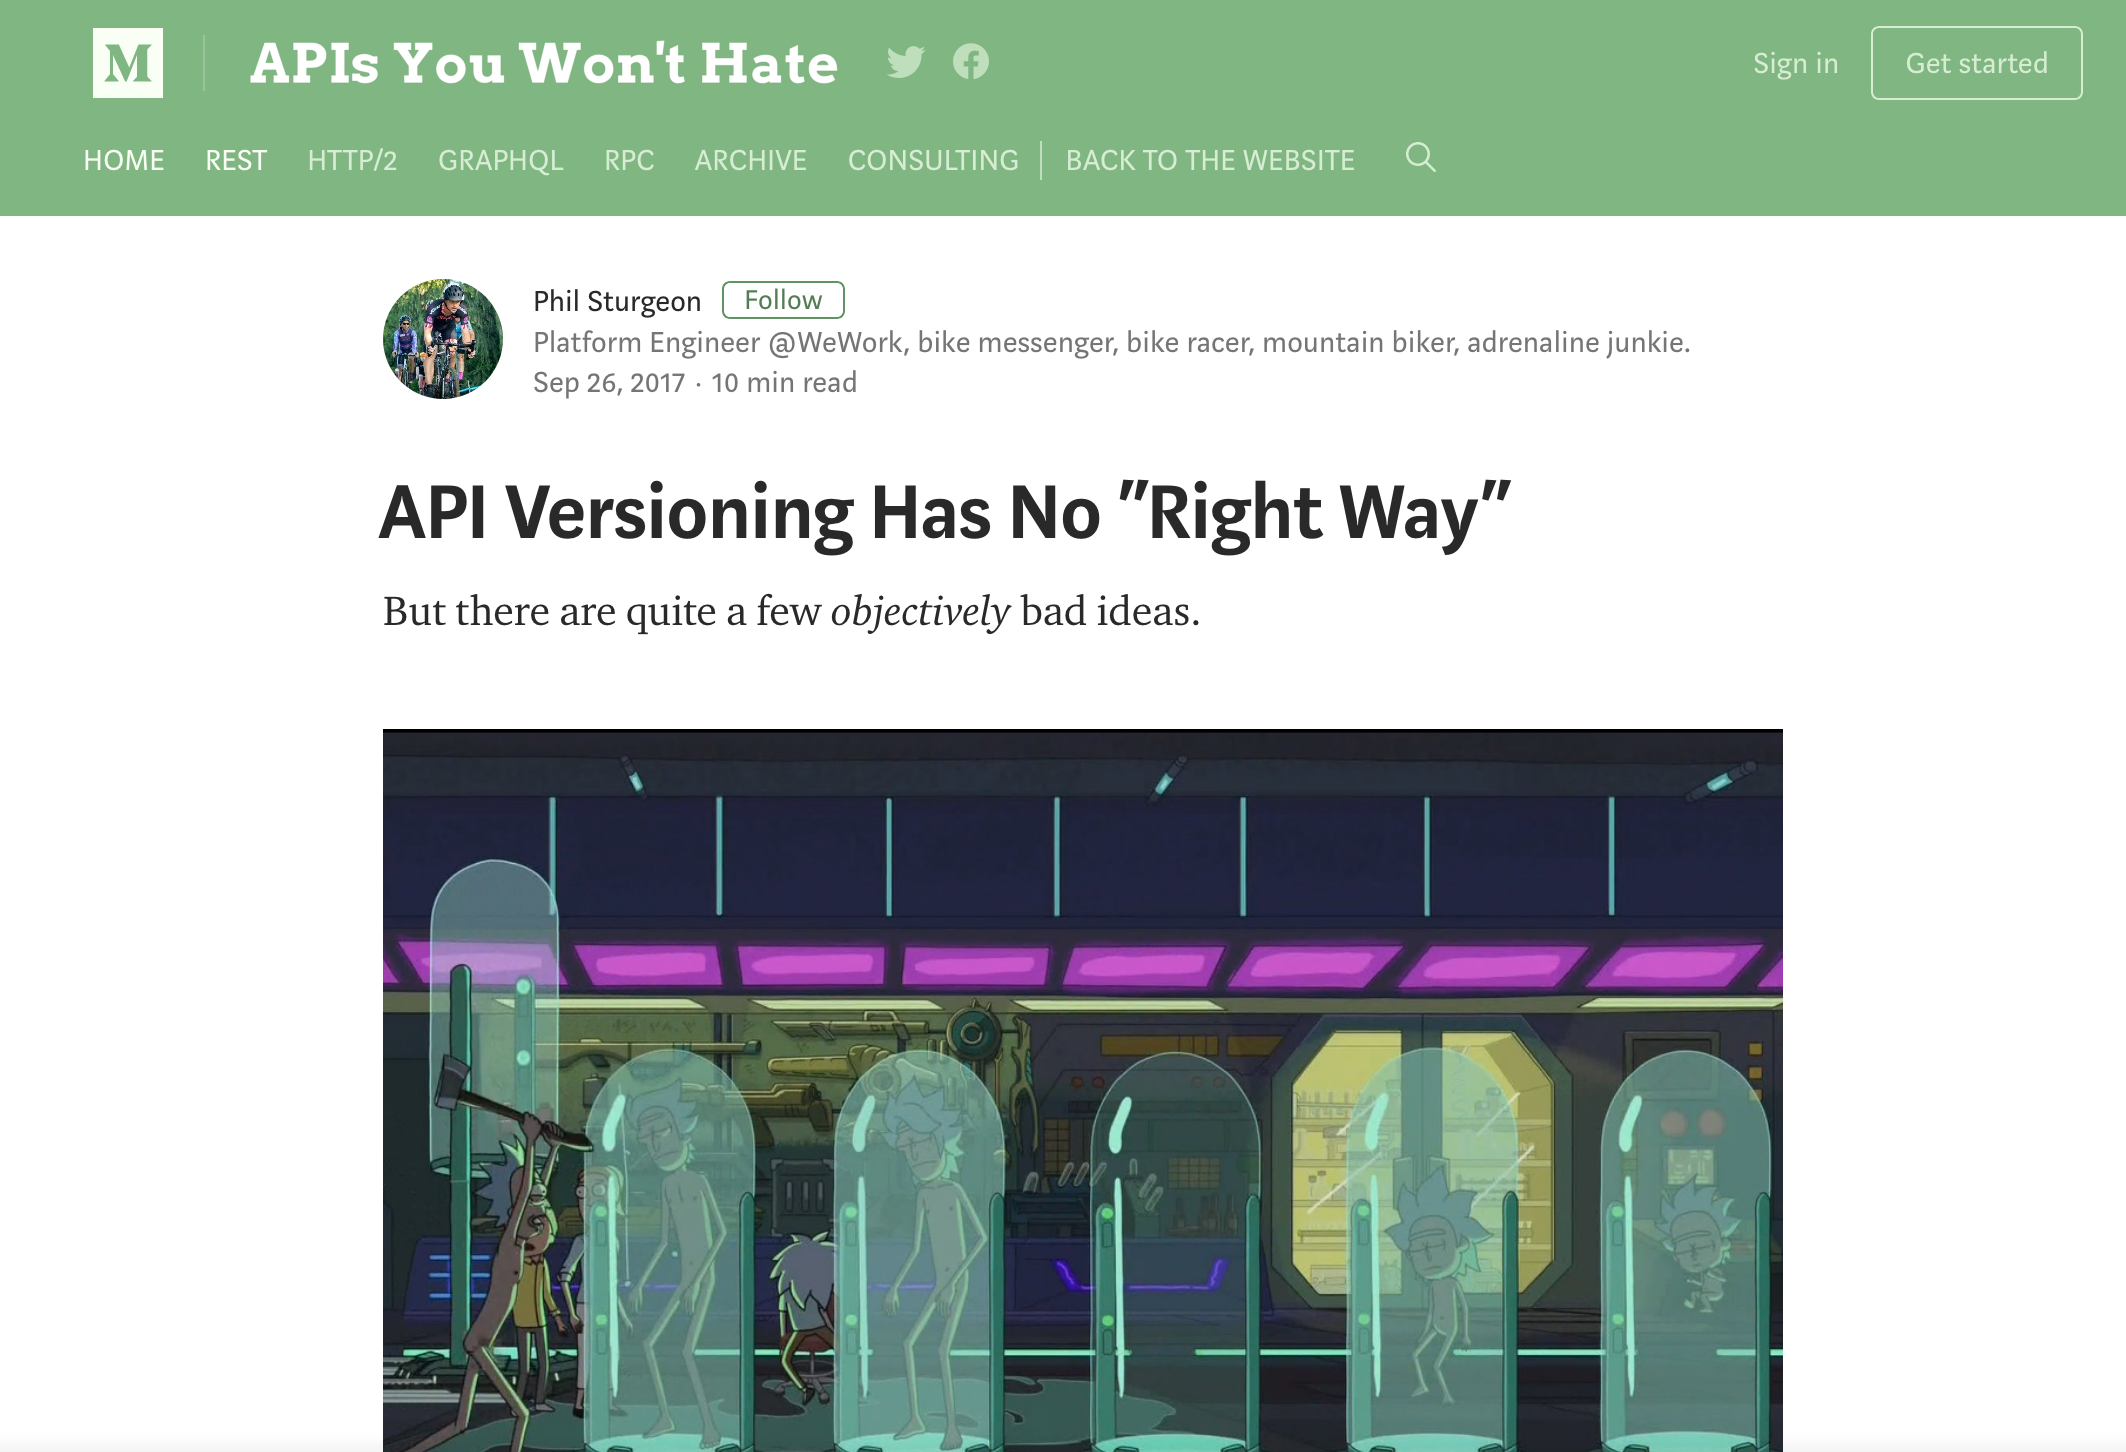 M APIs You Won't Hate Sign in Get started
HOME REST HTTP/2 GRAPHQL RPC ARCHIVE CONSULTING BACK TO THE WEBSITE
Phil Sturgeon Follow
Platform Engineer @WeWork, bike messenger, bike racer, mountain biker, adrenaline junkie.
Sep 26, 2017 · 10 min read
API Versioning Has No "Right Way"
But there are quite a few objectively bad ideas.